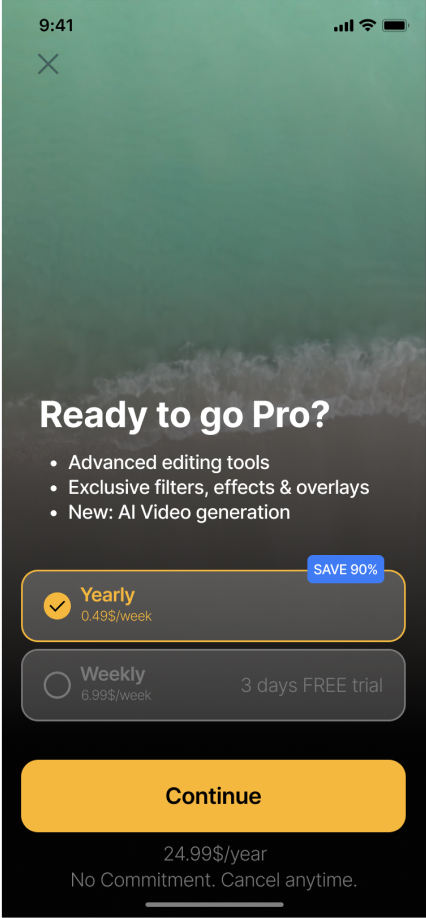 9:41
Ready to go Pro?
• Advanced editing tools
• Exclusive filters, effects & overlays
• New: AI Video generation
SAVE 90%
Yearly
0.49$/week
Weekly
6.99$/week
3 days FREE trial
Continue
24.99$/year
No Commitment. Cancel anytime.